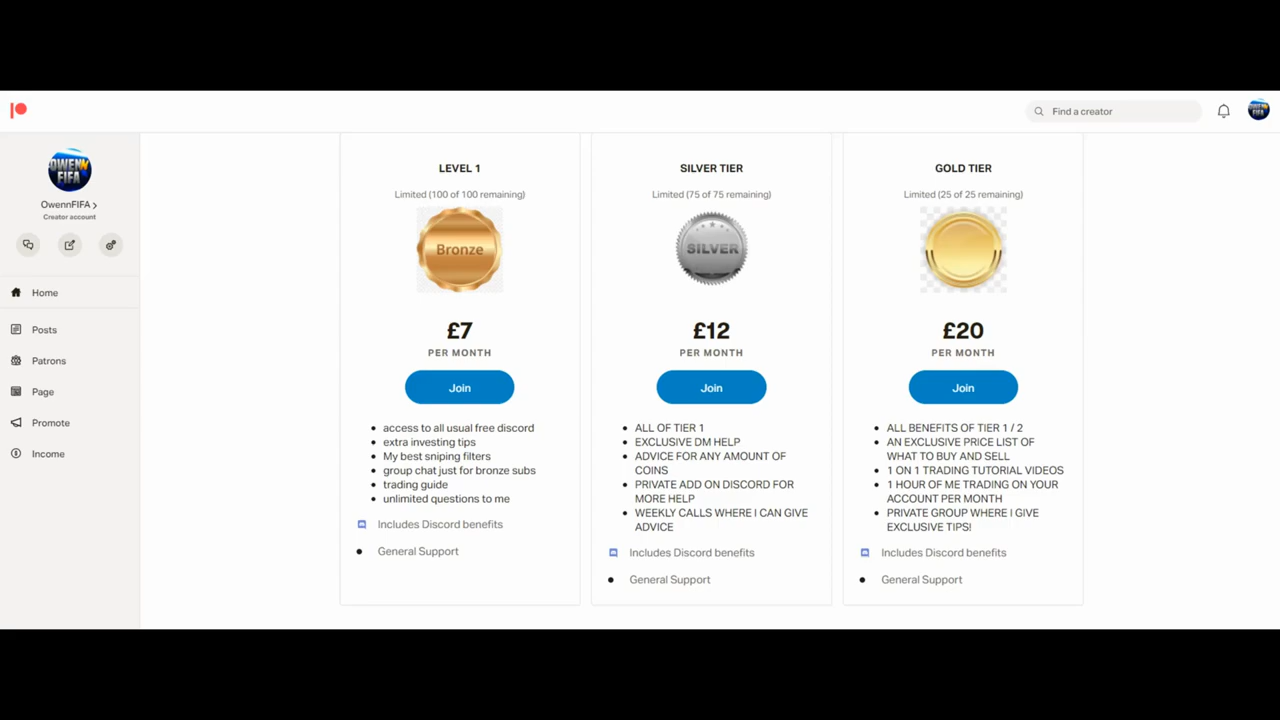 Find a creator
OWENN
FIFA
OwennFIFA
Creator account
Home
Posts
Patrons
Page
Promote
Income
LEVEL 1
Limited (100 of 100 remaining)
Bronze
£7
PER MONTH
Join
access to all usual free discord
extra investing tips
My best sniping filters
group chat just for bronze subs
trading guide
unlimited questions to me
Includes Discord benefits
General Support
SILVER TIER
Limited (75 of 75 remaining)
SILVER
£12
PER MONTH
Join
ALL OF TIER 1
EXCLUSIVE DM HELP
ADVICE FOR ANY AMOUNT OF
COINS
PRIVATE ADD ON DISCORD FOR
MORE HELP
WEEKLY CALLS WHERE I CAN GIVE
ADVICE
Includes Discord benefits
General Support
GOLD TIER
Limited (25 of 25 remaining)
£20
PER MONTH
Join
ALL BENEFITS OF TIER 1 / 2
AN EXCLUSIVE PRICE LIST OF
WHAT TO BUY AND SELL
1 ON 1 TRADING TUTORIAL VIDEOS
1 HOUR OF ME TRADING ON YOUR
ACCOUNT PER MONTH
PRIVATE GROUP WHERE I GIVE
EXCLUSIVE TIPS!
Includes Discord benefits
General Support